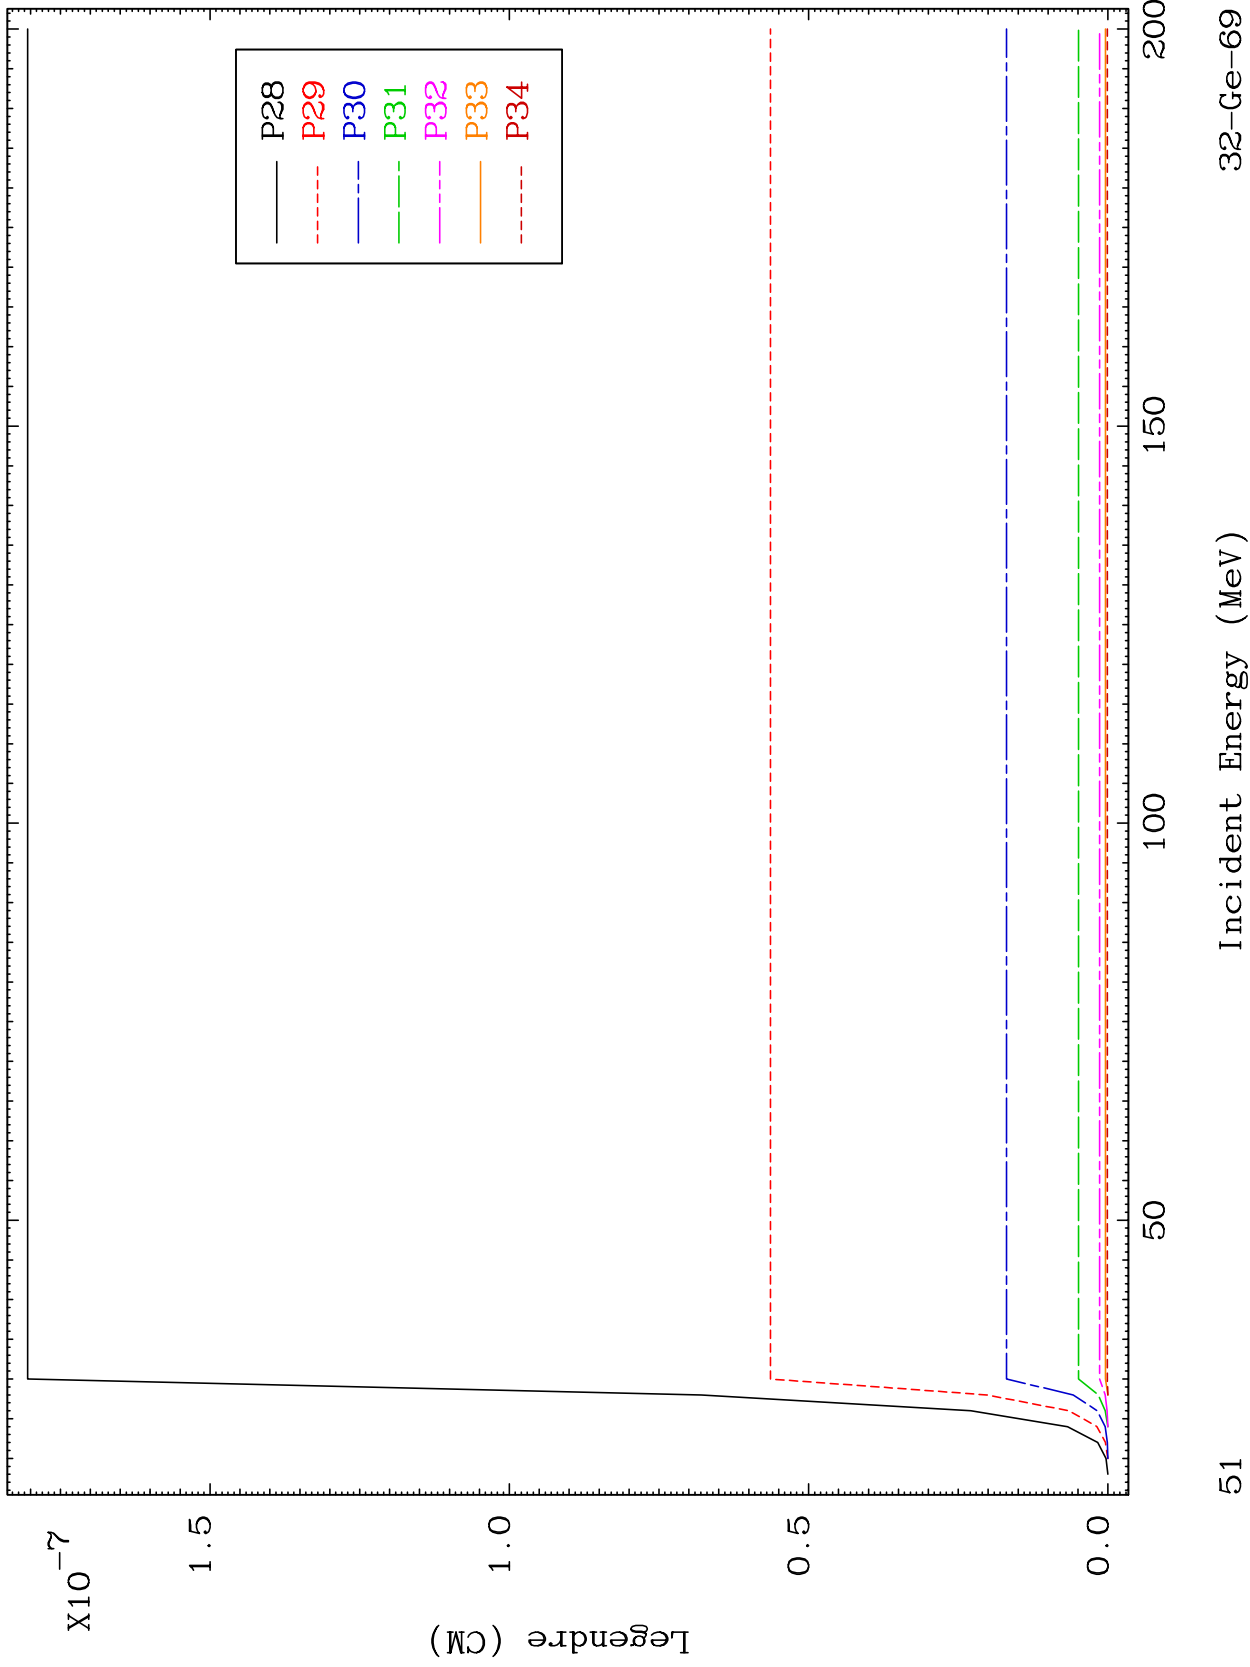 X10-7
Legendre (CM)
1.5
1.0
0.5
0.0
P28
P29
P30
P31
P32
P33
P34
50
100
150
200
51
Incident Energy (MeV)
32-Ge-69